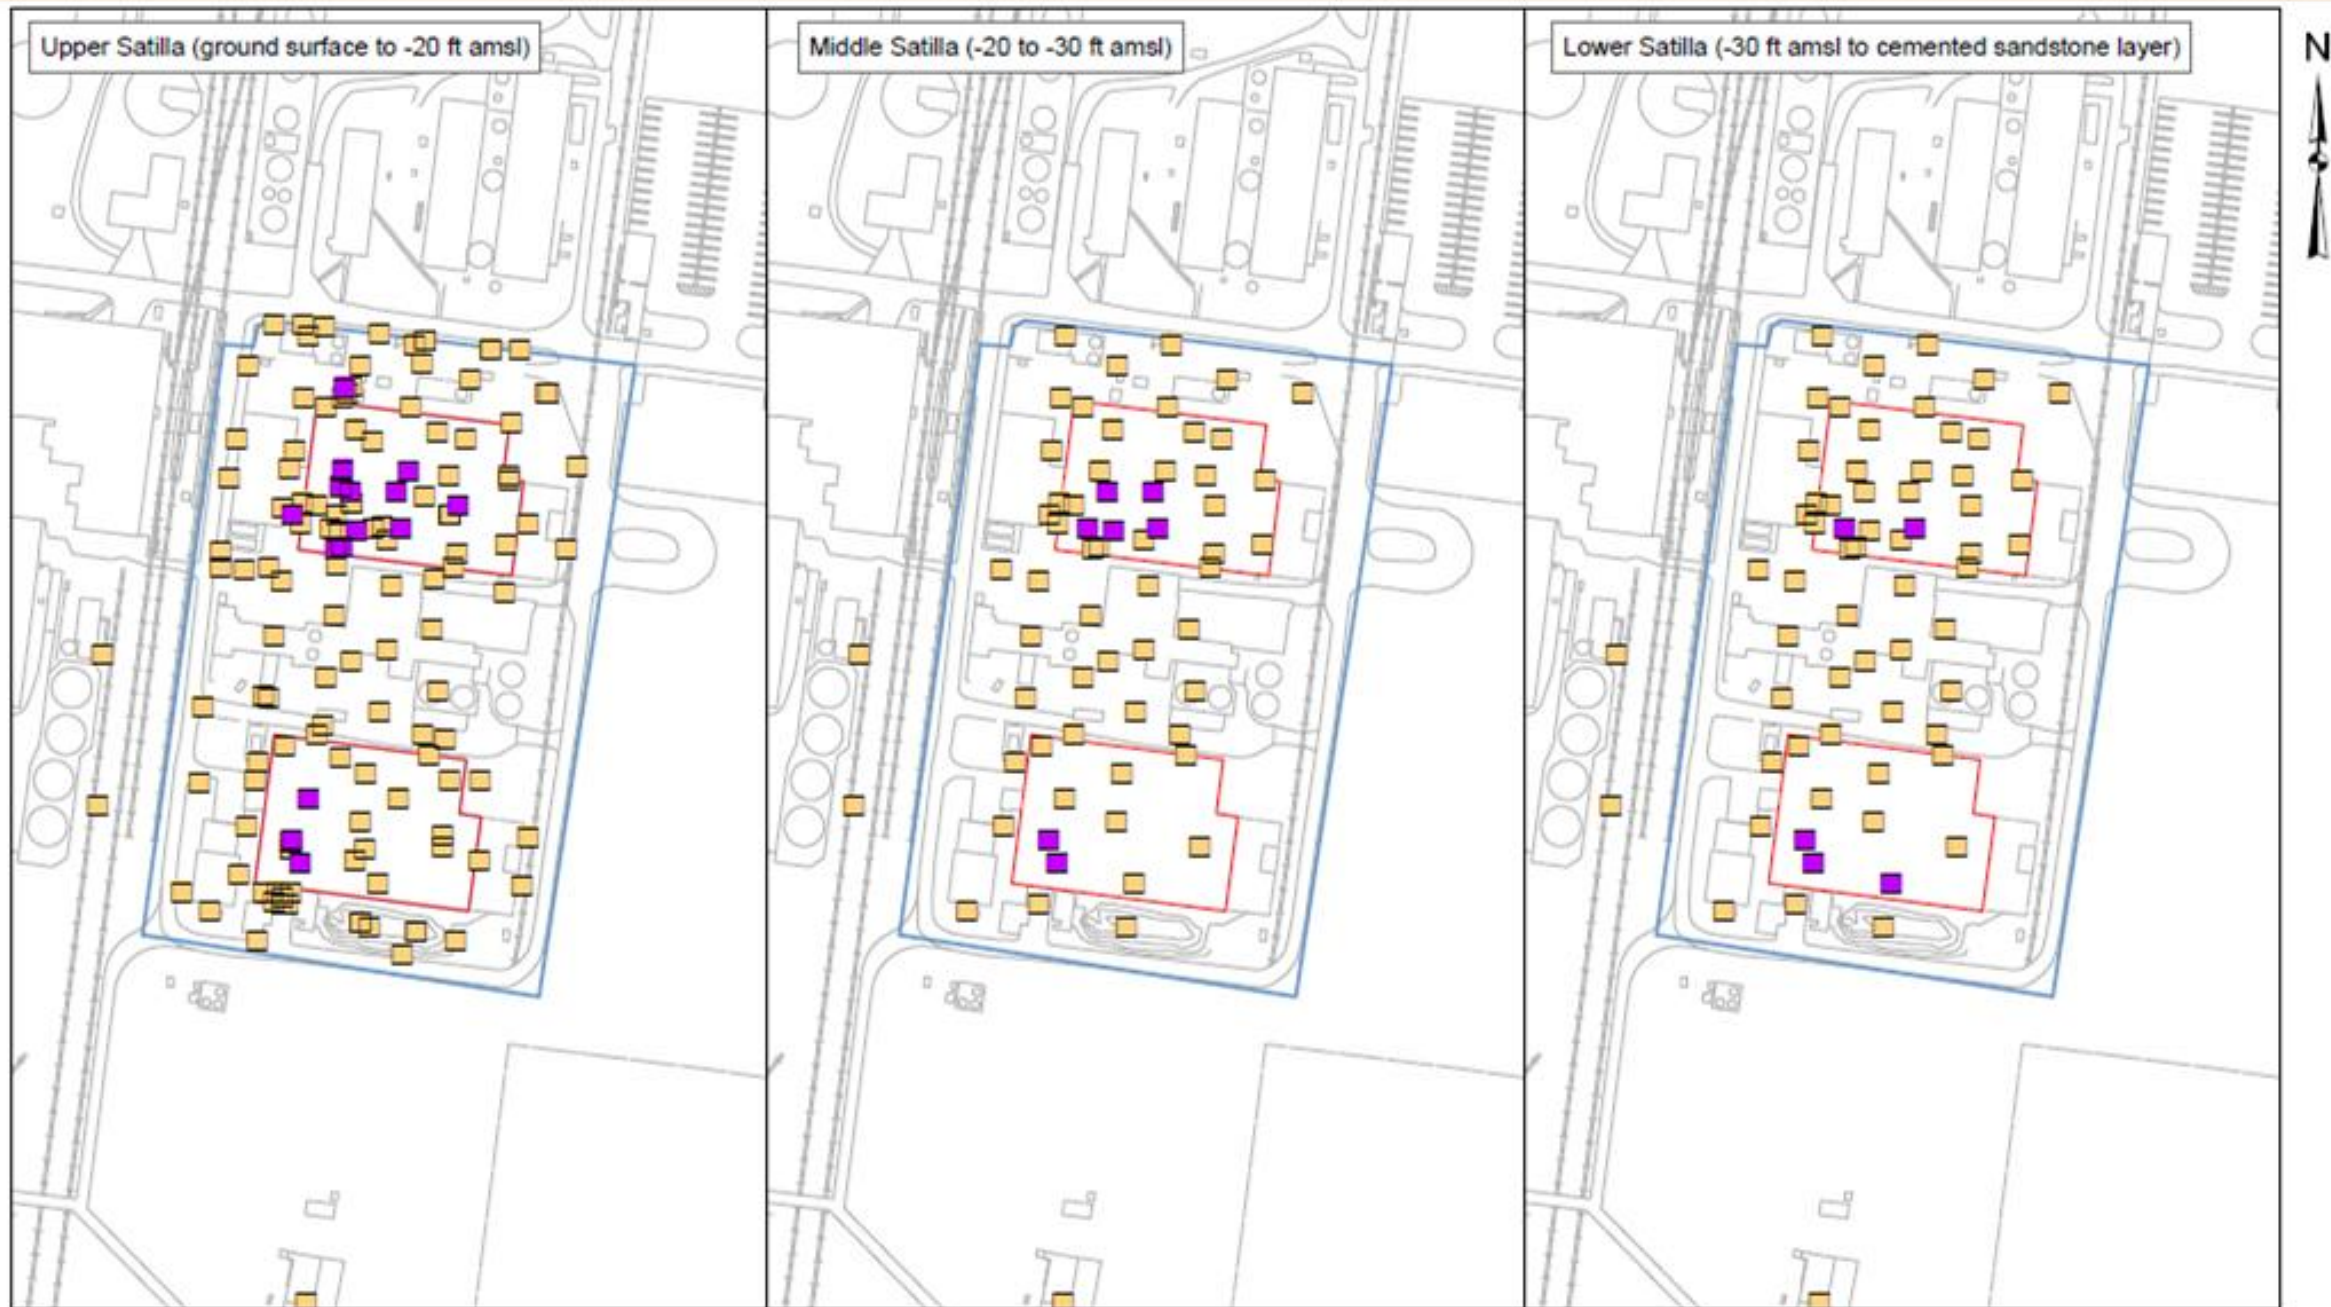 Upper Satilla (ground surface to -20 ft amsl)
Middle Satilla (-20 to -30 ft amsl)
Lower Satilla (-30 ft amsl to cemented sandstone layer)
N